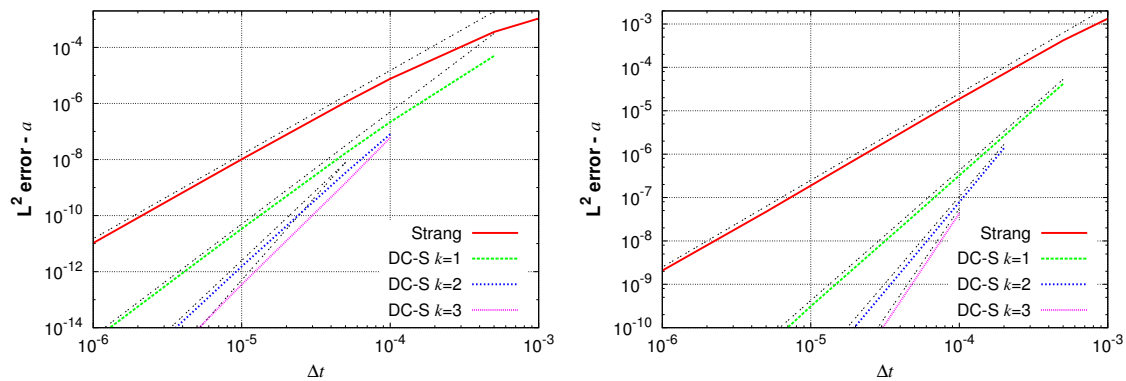 10^-4
10^-6
10^-8
10^-10
10^-12
10^-14
10^-6
10^-5
10^-4
10^-3
L^2 error - a
Δt
Strang
DC-S k=1
DC-S k=2
DC-S k=3
10^-3
10^-4
10^-5
10^-6
10^-7
10^-8
10^-9
10^-10
10^-6
10^-5
10^-4
10^-3
L^2 error - a
Δt
Strang
DC-S k=1
DC-S k=2
DC-S k=3